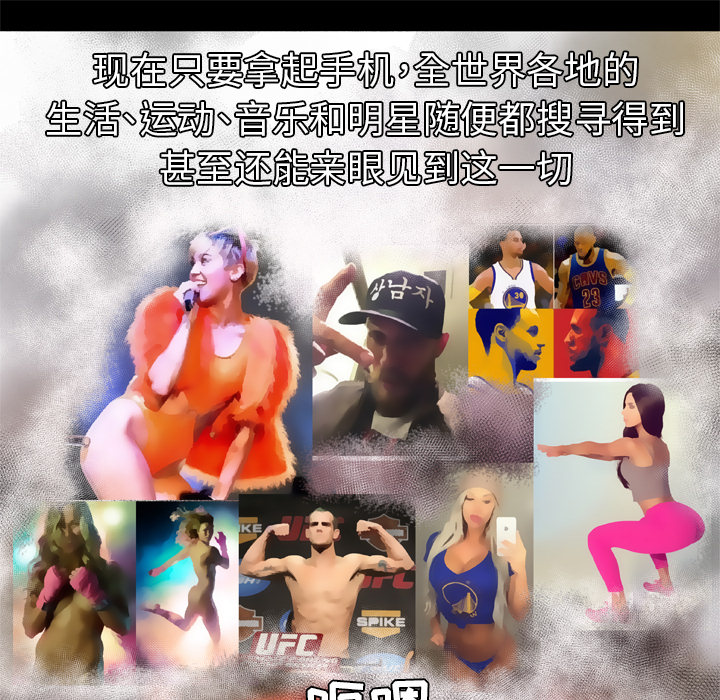 现在只要拿起手机，全世界各地的
生活、运动、音乐和明星随便都搜寻得到
甚至还能亲眼见到这一切
상남자
30
CAVS
23
UFC
SPIKE
UFC